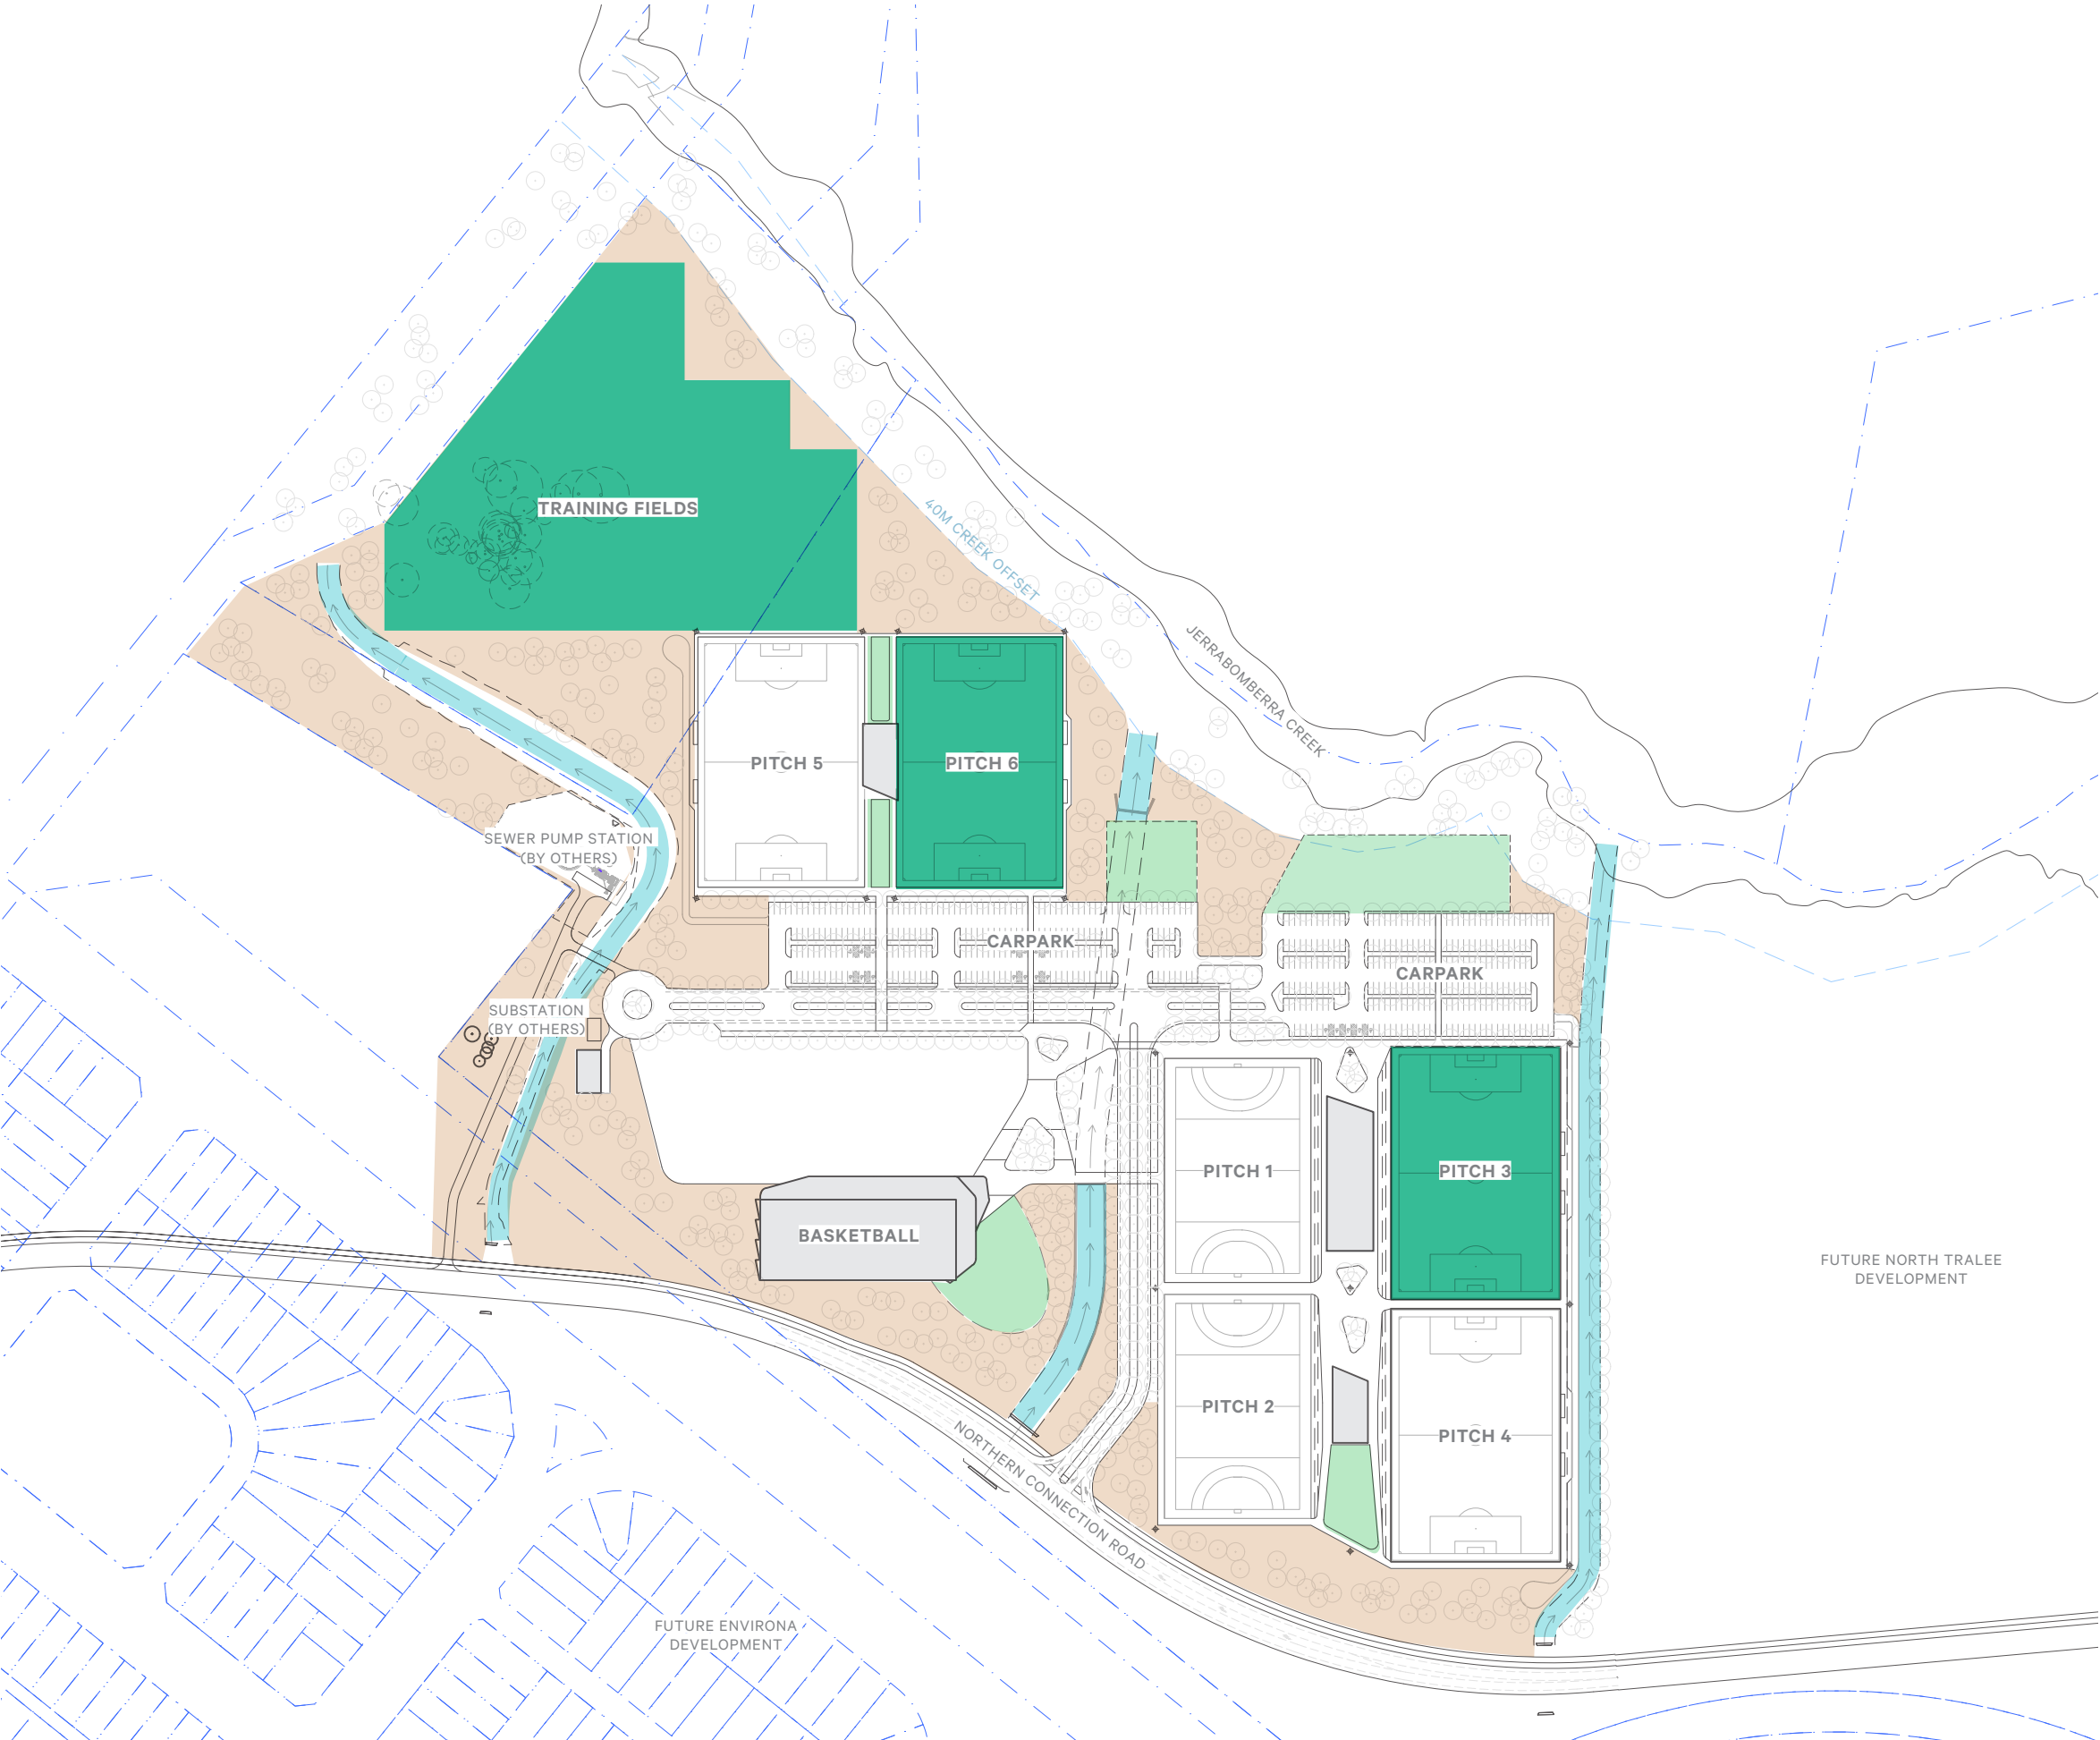 TRAINING FIELDS
40M CREEK OFFSET
JERRABOMBERRA CREEK
PITCH 5
PITCH 6
SEWER PUMP STATION
(BY OTHERS)
CARPARK
CARPARK
SUBSTATION
(BY OTHERS)
PITCH 1
PITCH 3
BASKETBALL
FUTURE NORTH TRALEE
DEVELOPMENT
PITCH 2
PITCH 4
NORTHERN CONNECTION ROAD
FUTURE ENVIRONA
DEVELOPMENT